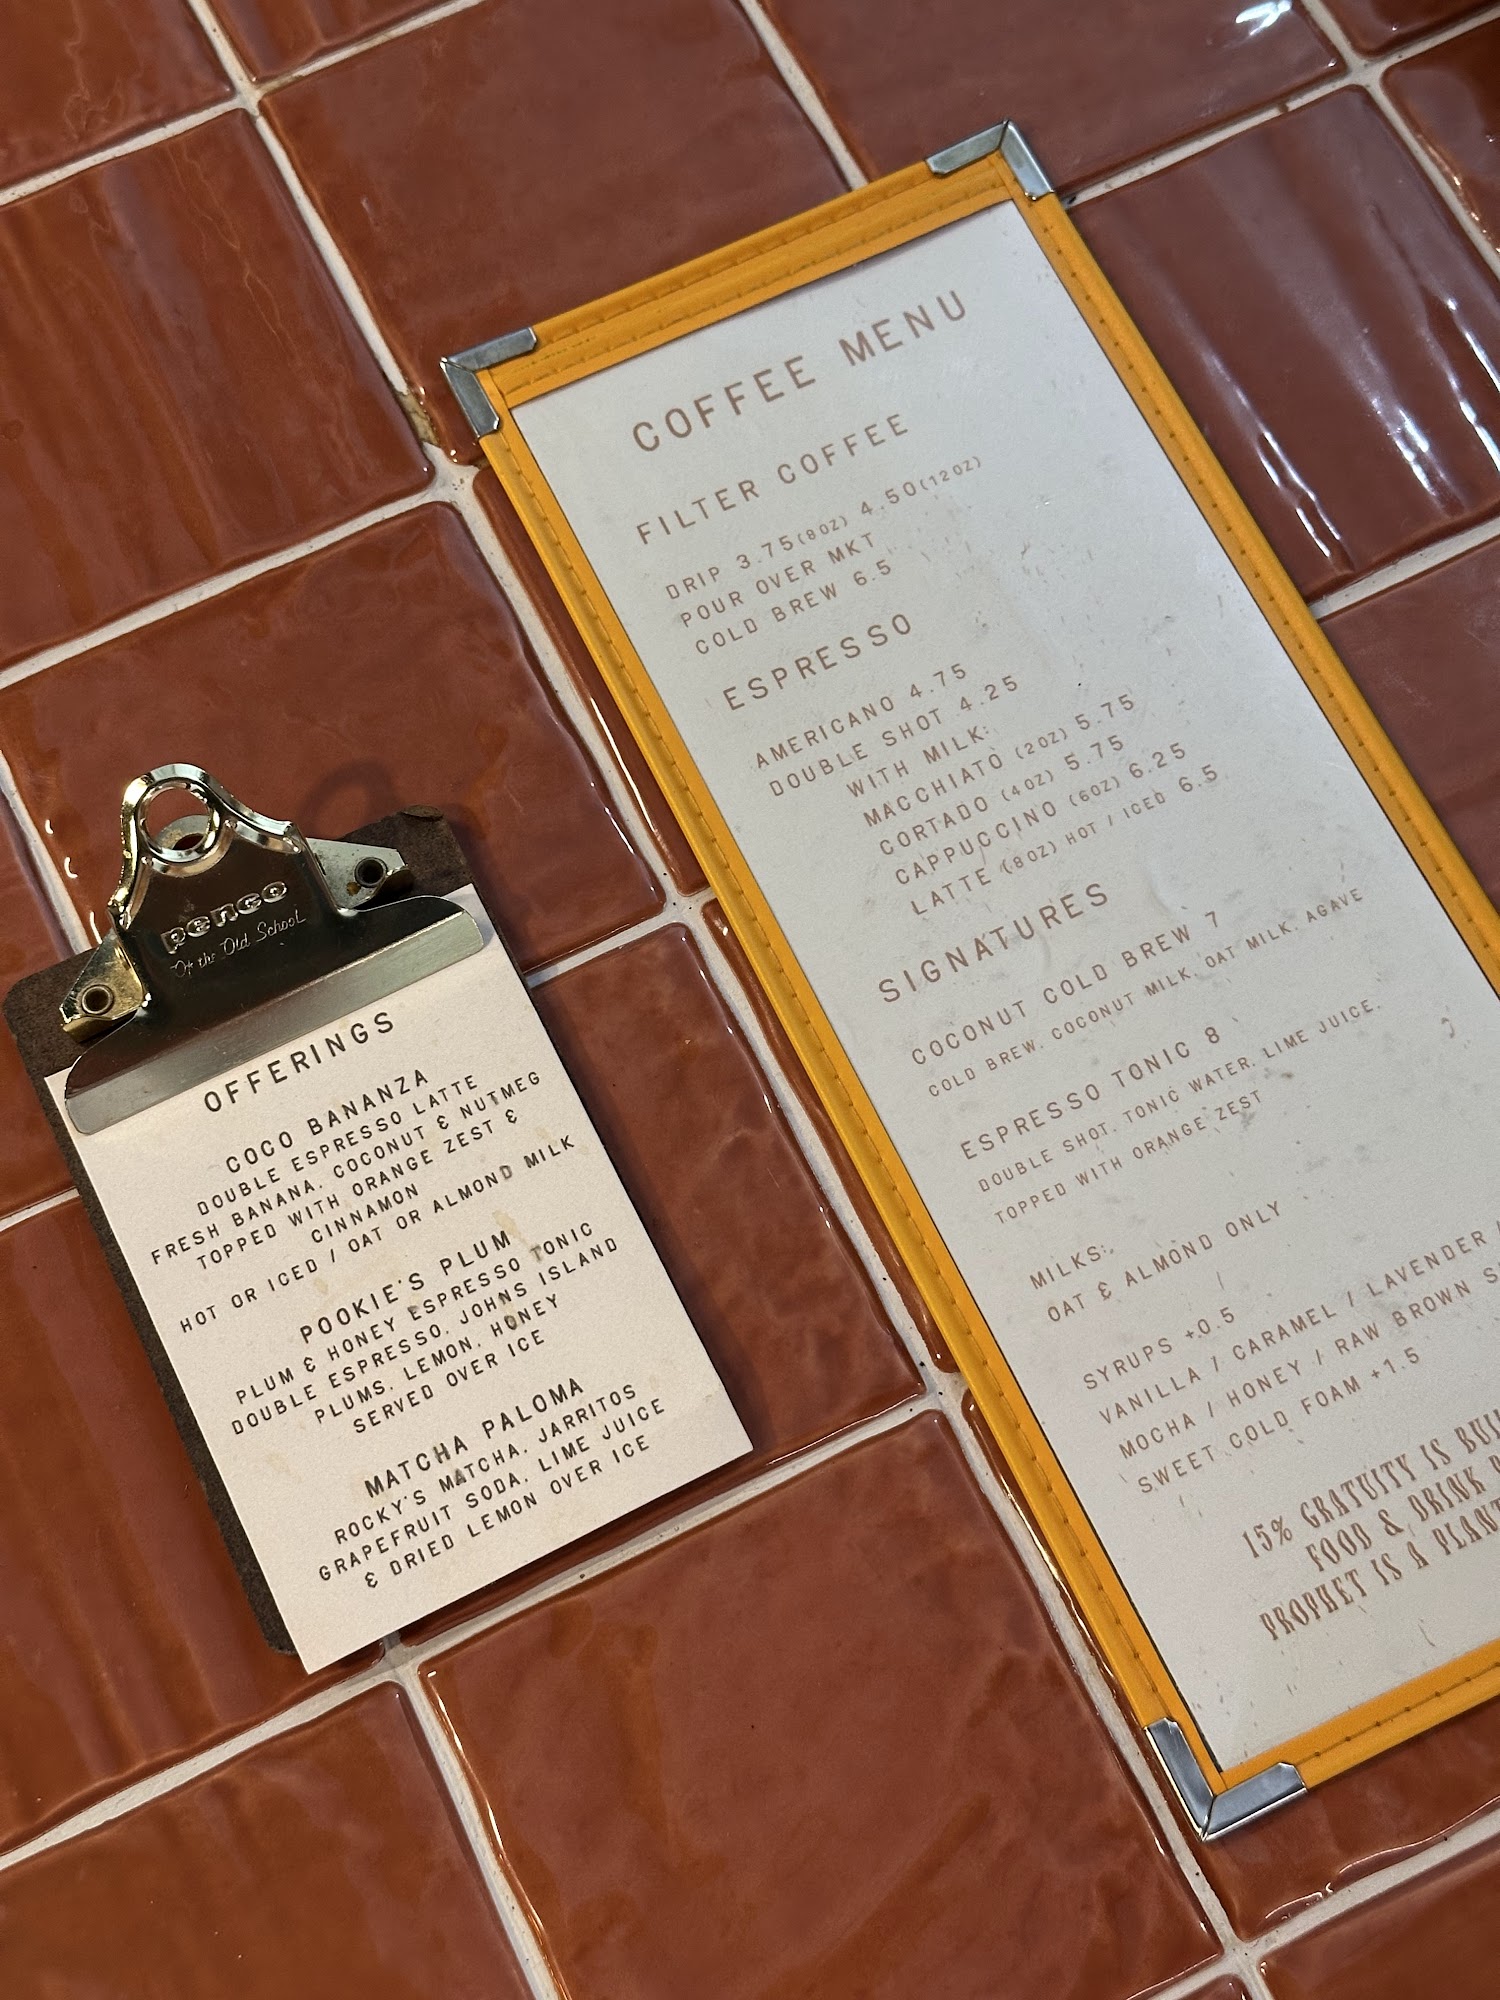 penco
Of the Old School
OFFERINGS
COCO BANANZA
DOUBLE ESPRESSO LATTE
FRESH BANANA, COCONUT & NUTMEG
TOPPED WITH ORANGE ZEST &
CINNAMON
HOT OR ICED / OAT OR ALMOND MILK
POOKIE'S PLUM
PLUM & HONEY ESPRESSO TONIC
DOUBLE ESPRESSO, JOHNS ISLAND
PLUMS, LEMON, HONEY
SERVED OVER ICE
MATCHA PALOMA
ROCKY'S MATCHA, JARRITOS
GRAPEFRUIT SODA, LIME JUICE
& DRIED LEMON OVER ICE
COFFEE MENU
FILTER COFFEE
DRIP 3.75(8OZ) 4.50(12OZ)
POUR OVER MKT
COLD BREW 6.5
ESPRESSO
AMERICANO 4.75
DOUBLE SHOT 4.25
WITH MILK:
MACCHIATO (2OZ) 5.75
CORTADO (4OZ) 5.75
CAPPUCCINO (6OZ) 6.25
LATTE (8OZ) HOT / ICED 6.5
SIGNATURES
COCONUT COLD BREW 7
COLD BREW, COCONUT MILK, OAT MILK, AGAVE
ESPRESSO TONIC 8
DOUBLE SHOT, TONIC WATER, LIME JUICE,
TOPPED WITH ORANGE ZEST
MILKS:
OAT & ALMOND ONLY
SYRUPS +0.5
VANILLA / CARAMEL / LAVENDER /
MOCHA / HONEY / RAW BROWN
SWEET COLD FOAM +1.5
15% GRATUITY IS
FOOD & DRINK
PROPHET IS A